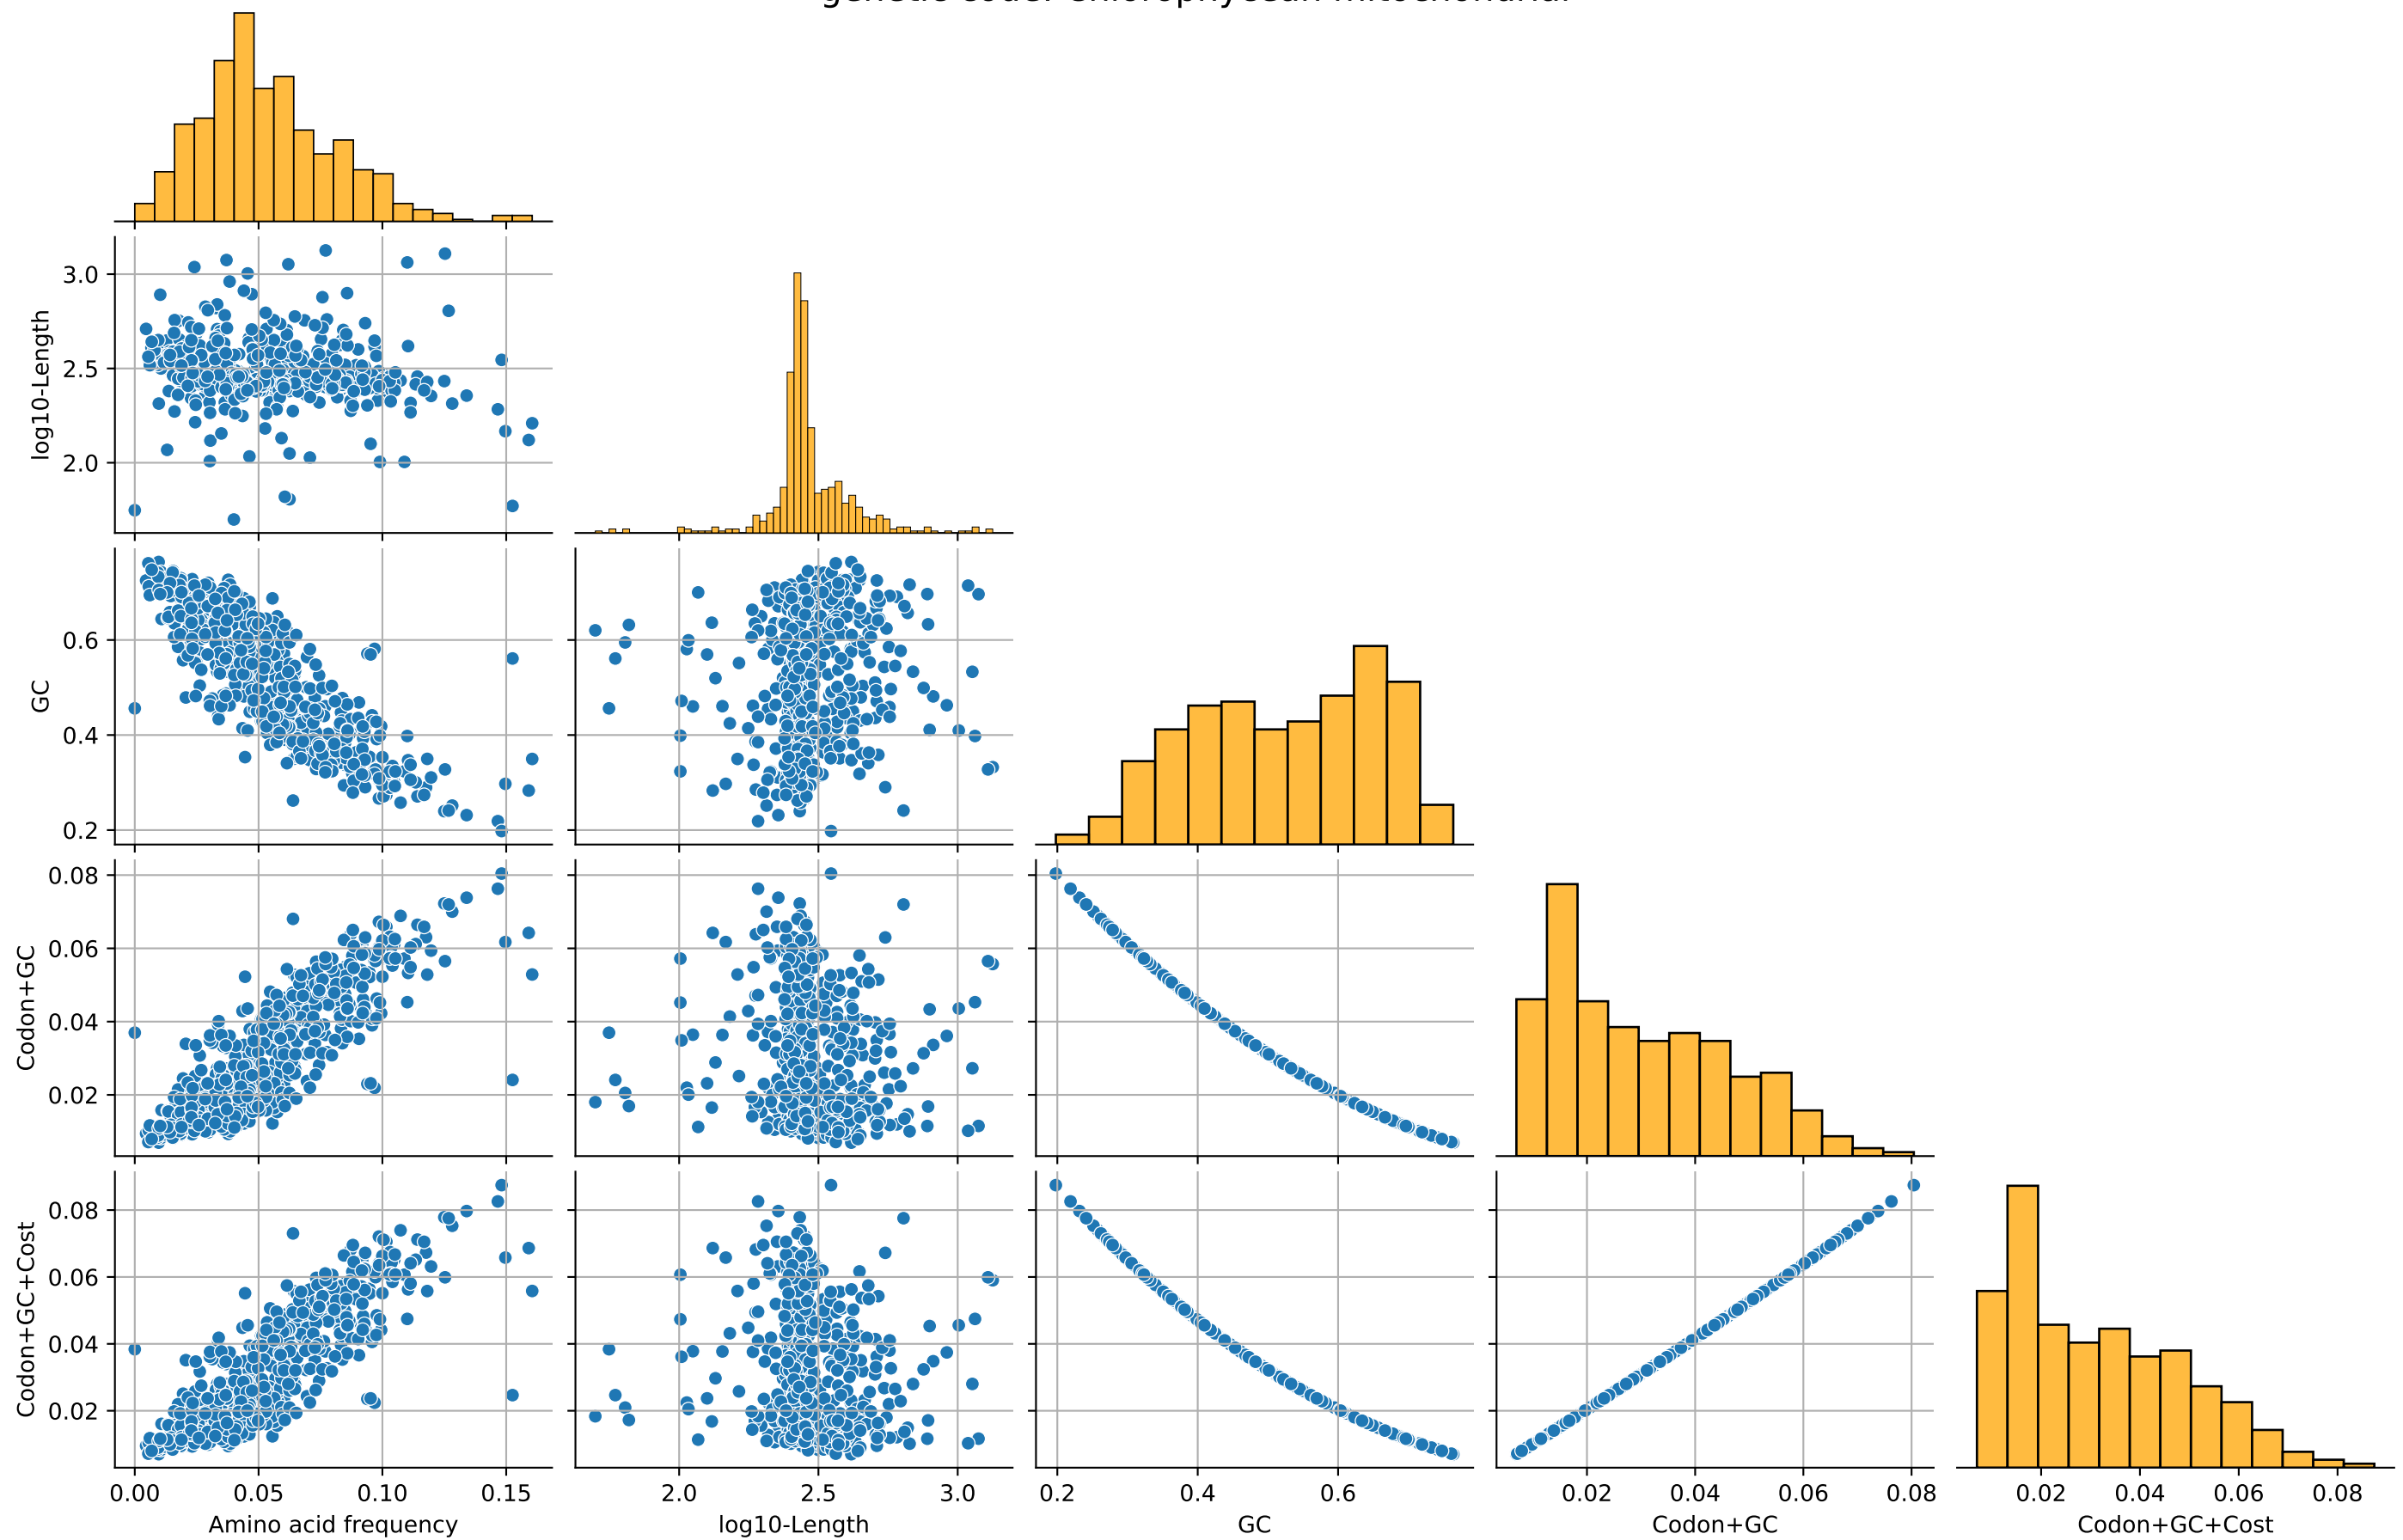 genetic code: Chlorophycean mitochondrial
3.0
2.5
2.0
log10-Length
0.6
0.4
0.2
GC
0.08
0.06
0.04
0.02
Codon+GC
0.08
0.06
0.04
0.02
Codon+GC+Cost
0.00 0.05 0.10 0.15
2.0 2.5 3.0
0.2 0.4 0.6
0.02 0.04 0.06 0.08
0.02 0.04 0.06 0.08
Amino acid frequency
log10-Length
GC
Codon+GC
Codon+GC+Cost